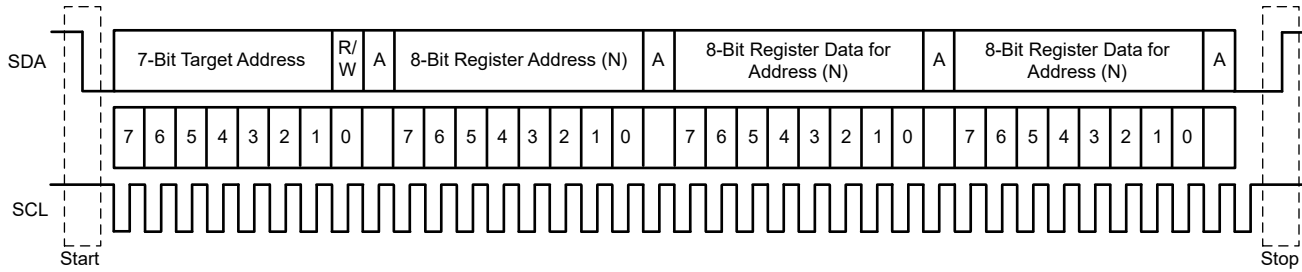 SDA
7-Bit Target Address
R/
W
A
8-Bit Register Address (N)
A
8-Bit Register Data for
Address (N)
A
8-Bit Register Data for
Address (N)
A
7 6 5 4 3 2 1 0 7 6 5 4 3 2 1 0 7 6 5 4 3 2 1 0 7 6 5 4 3 2 1 0
SCL
Start
Stop